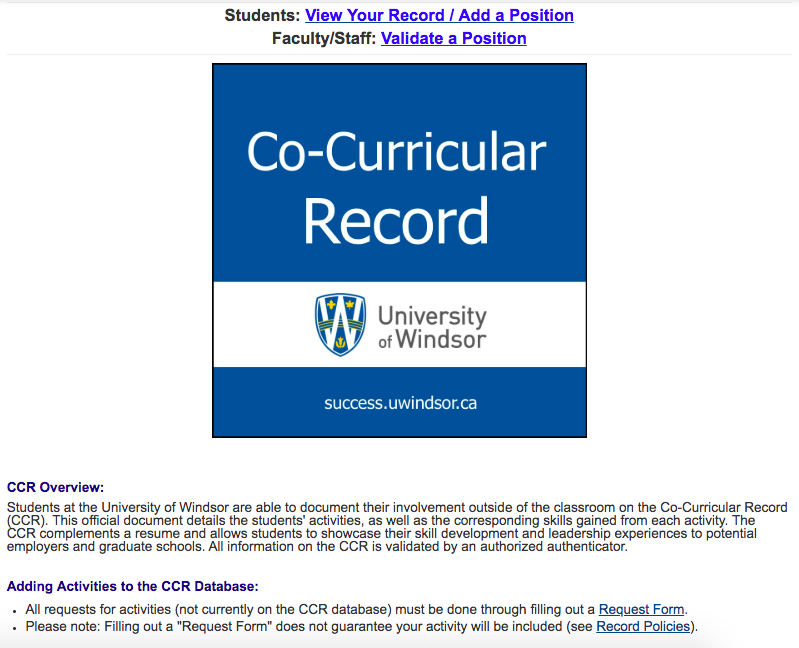 Students: View Your Record / Add a Position
Faculty/Staff: Validate a Position
Co-Curricular
Record
University
of Windsor
success.uwindsor.ca
CCR Overview:
Students at the University of Windsor are able to document their involvement outside of the classroom on the Co-Curricular Record
(CCR). This official document details the students' activities, as well as the corresponding skills gained from each activity. The
CCR complements a resume and allows students to showcase their skill development and leadership experiences to potential
employers and graduate schools. All information on the CCR is validated by an authorized authenticator.
Adding Activities to the CCR Database:
• All requests for activities (not currently on the CCR database) must be done through filling out a Request Form.
• Please note: Filling out a "Request Form" does not guarantee your activity will be included (see Record Policies).